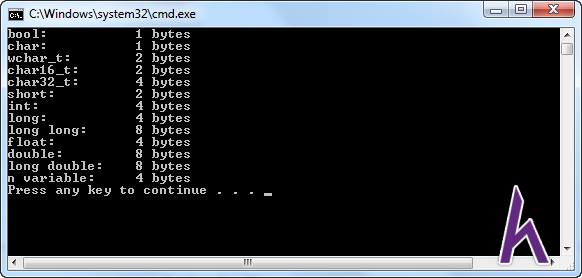 C:\Windows\system32\cmd.exe
bool: 1 bytes
char: 1 bytes
wchar_t: 2 bytes
char16_t: 2 bytes
char32_t: 4 bytes
short: 2 bytes
int: 4 bytes
long: 4 bytes
long long: 8 bytes
float: 4 bytes
double: 8 bytes
long double: 8 bytes
n variable: 4 bytes
Press any key to continue . . . _